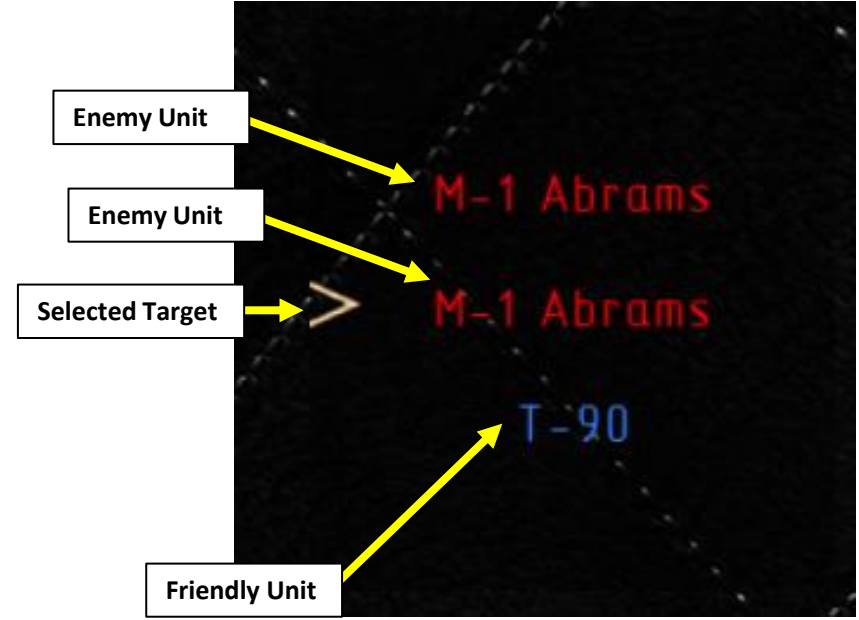 Enemy Unit
M-1 Abrams
Enemy Unit
Selected Target
>
M-1 Abrams
T-90
Friendly Unit